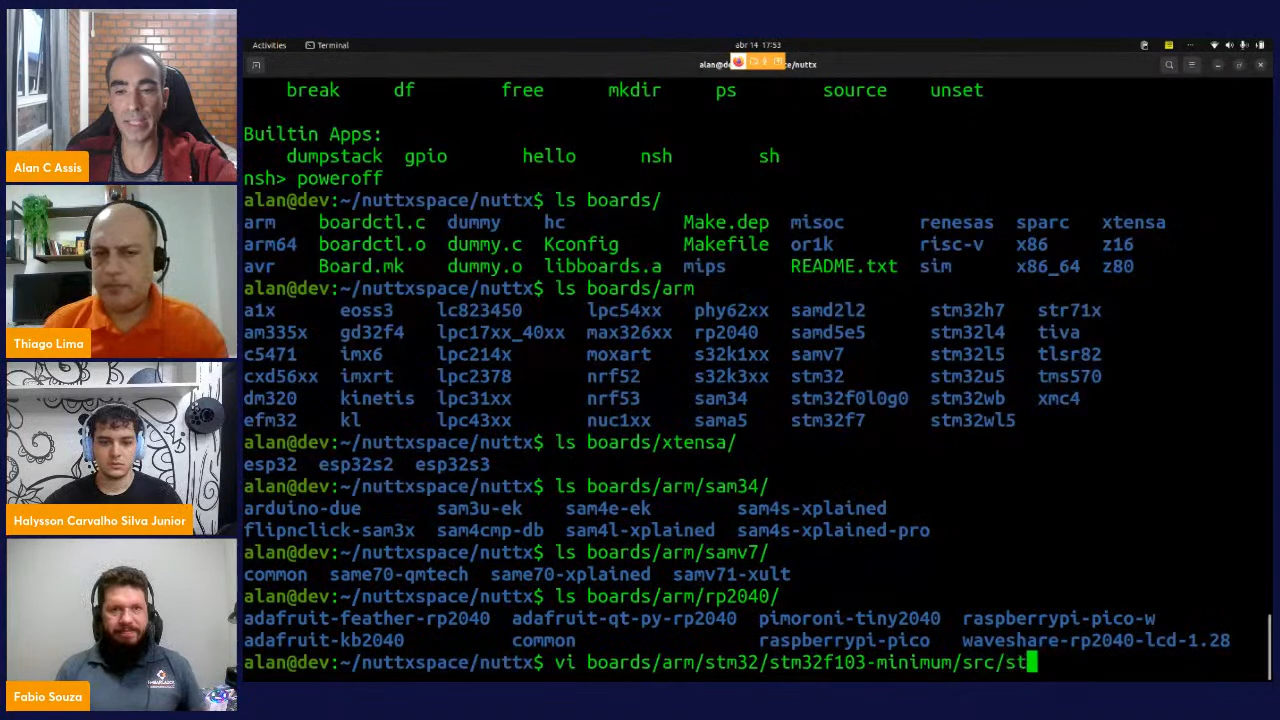 Alan C Assis
Thiago Lima
Halysson Carvalho Silva Junior
Fabio Souza
Activities Terminal abr 14 17:53
break df free mkdir ps source unset
Builtin Apps:
dumpstack gpio hello nsh sh
nsh> poweroff
alan@dev:~/nuttxspace/nuttx$ ls boards/
arm boardctl.c dummy hc Make.dep misoc renesas sparc xtensa
arm64 boardctl.o dummy.c Kconfig Makefile or1k risc-v x86 z16
avr Board.mk dummy.o libboards.a mips README.txt sim x86_64 z80
alan@dev:~/nuttxspace/nuttx$ ls boards/arm
a1x eoss3 lc823450 lpc54xx phy62xx samd2l2 stm32h7 str71x
am335x gd32f4 lpc17xx_40xx max326xx rp2040 samd5e5 stm32l4 tiva
c5471 imx6 lpc214x moxart s32k1xx samv7 stm32l5 tlsr82
cxd56xx imxrt lpc2378 nrf52 s32k3xx stm32 stm32u5 tms570
dm320 kinetis lpc31xx nrf53 sam34 stm32f0l0g0 stm32wb xmc4
efm32 kl lpc43xx nuc1xx sama5 stm32f7 stm32wl5
alan@dev:~/nuttxspace/nuttx$ ls boards/xtensa/
esp32 esp32s2 esp32s3
alan@dev:~/nuttxspace/nuttx$ ls boards/arm/sam34/
arduino-due sam3u-ek sam4e-ek sam4s-xplained
flipnclick-sam3x sam4cmp-db sam4l-xplained sam4s-xplained-pro
alan@dev:~/nuttxspace/nuttx$ ls boards/arm/samv7/
common same70-qmtech same70-xplained samv71-xult
alan@dev:~/nuttxspace/nuttx$ ls boards/arm/rp2040/
adafruit-feather-rp2040 adafruit-qt-py-rp2040 pimoroni-tiny2040 raspberrypi-pico-w
adafruit-kb2040 common raspberrypi-pico waveshare-rp2040-lcd-1.28
alan@dev:~/nuttxspace/nuttx$ vi boards/arm/stm32/stm32f103-minimum/src/st